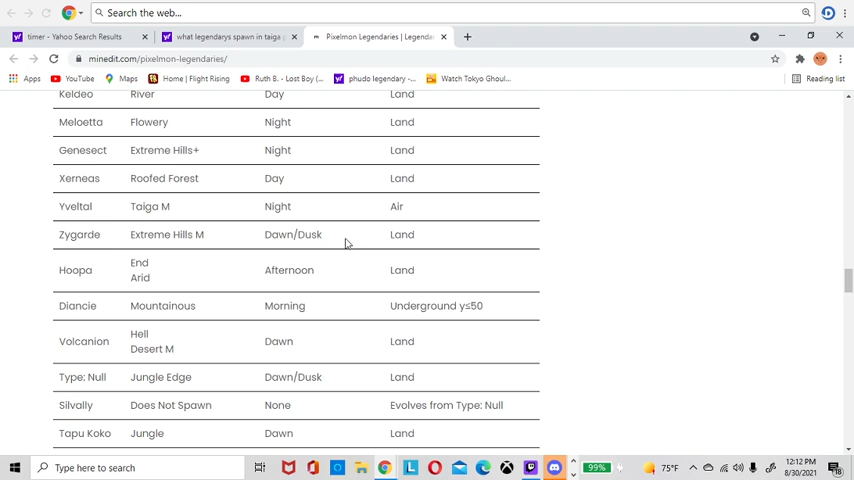 Search the web...
timer - Yahoo Search Results
what legendarys spawn in taiga
Pixelmon Legendaries | Legenda
minedit.com/pixelmon-legendaries/
Apps YouTube Maps Home | Flight Rising Ruth B. - Lost Boy (... phudo legendary -... Watch Tokyo Ghoul... Reading list
Keldeo River Day Land
Meloetta Flowery Night Land
Genesect Extreme Hills+ Night Land
Xerneas Roofed Forest Day Land
Yveltal Taiga M Night Air
Zygarde Extreme Hills M Dawn/Dusk Land
End
Hoopa Afternoon Land
Arid
Diancie Mountainous Morning Underground y≤50
Hell
Volcanion Dawn Land
Desert M
Type: Null Jungle Edge Dawn/Dusk Land
Silvally Does Not Spawn None Evolves from Type: Null
Tapu Koko Jungle Dawn Land
Type here to search
99%
75°F
12:12 PM
8/30/2021
18